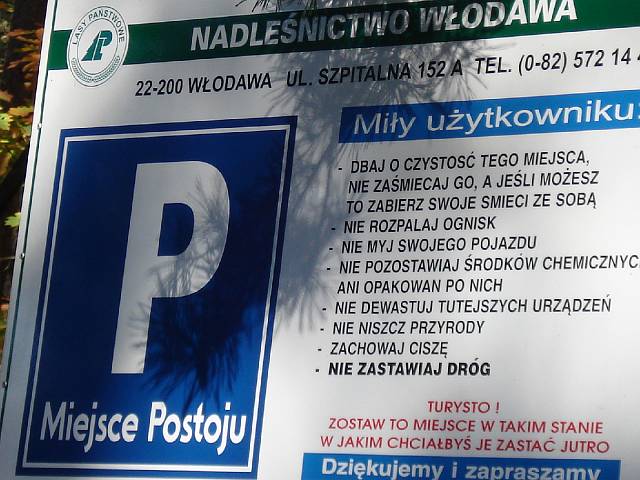 LASY PAŃSTWOWE
NADLEŚNICTWO WŁODAWA
22-200 WŁODAWA UL. SZPITALNA 152 A TEL. (0-82) 572 14
Miły użytkowniku:
- DBAJ O CZYSTOŚĆ TEGO MIEJSCA,
NIE ZAŚMIECAJ GO, A JEŚLI MOŻESZ
TO ZABIERZ SWOJE SMIECI ZE SOBĄ
- NIE ROZPALAJ OGNISK
- NIE MYJ SWOJEGO POJAZDU
- NIE POZOSTAWIAJ ŚRODKÓW CHEMICZNYC
ANI OPAKOWAN PO NICH
- NIE DEWASTUJ TUTEJSZYCH URZĄDZEŃ
- NIE NISZCZ PRZYRODY
- ZACHOWAJ CISZĘ
- NIE ZASTAWIAJ DRÓG
P
Miejsce Postoju
TURYSTO !
ZOSTAW TO MIEJSCE W TAKIM STANIE
W JAKIM CHCIAŁBYŚ JE ZASTAĆ JUTRO
Dziękujemy i zapraszamy